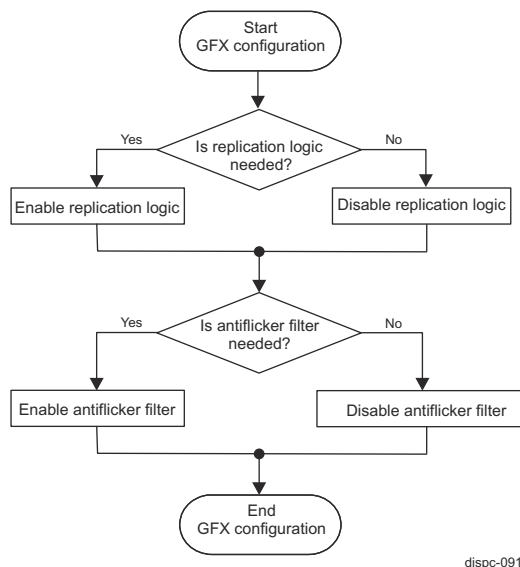 Start
GFX configuration
Is replication logic
needed?
Yes
No
Enable replication logic
Disable replication logic
Is antiflicker filter
needed?
Yes
No
Enable antiflicker filter
Disable antiflicker filter
End
GFX configuration
dispc-091